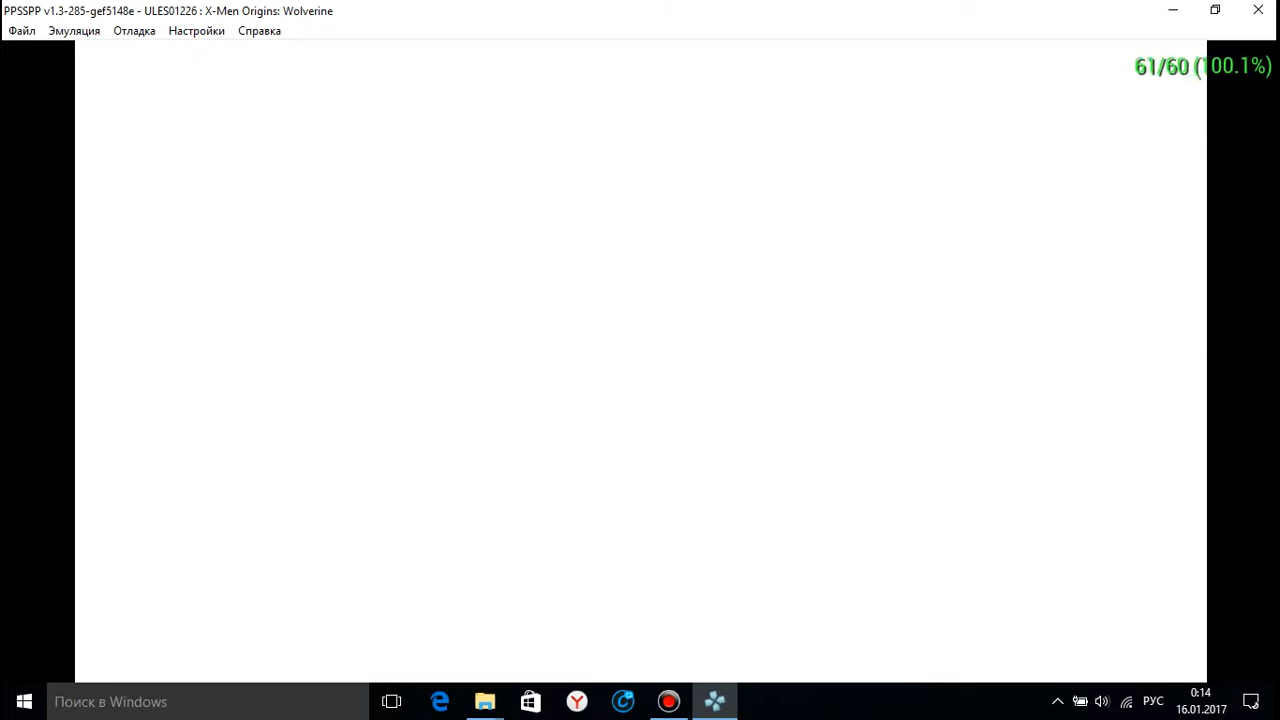 PPSSPP v1.3-285-gef5148e - ULES01226 : X-Men Origins: Wolverine
Файл Эмуляция Отладка Настройки Справка
61/60 (100.1%)
Поиск в Windows
РУС
0:14
16.01.2017